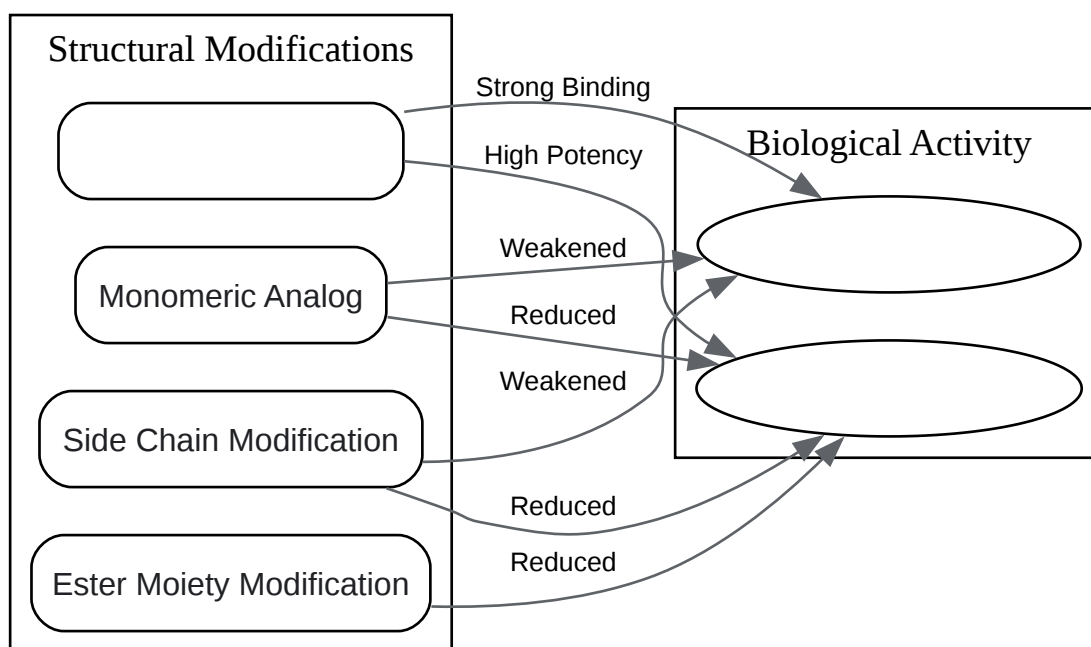 Structural Modifications
Strong Binding
Biological Activity
High Potency
Weakened
Monomeric Analog
Reduced
Weakened
Side Chain Modification
Reduced
Reduced
Ester Moiety Modification